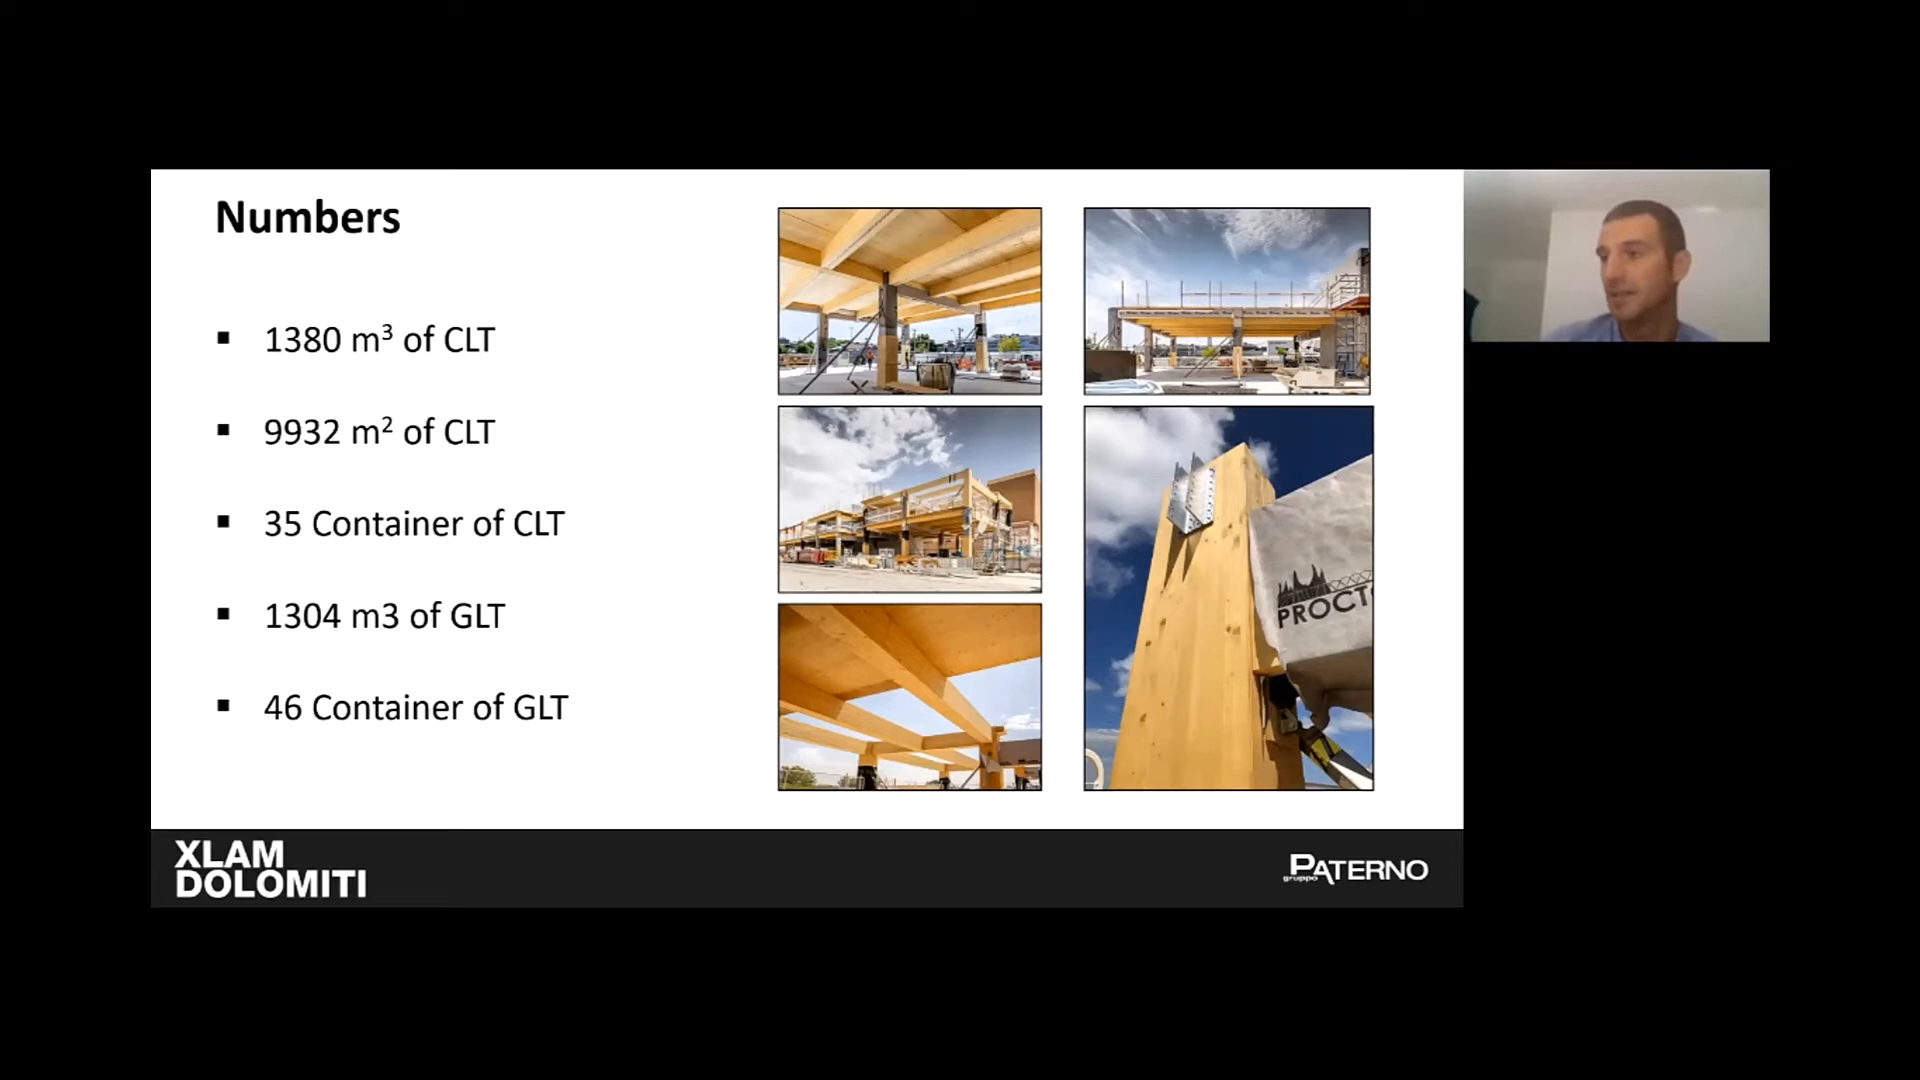 Numbers
▪ 1380 m³ of CLT
▪ 9932 m² of CLT
▪ 35 Container of CLT
▪ 1304 m3 of GLT
▪ 46 Container of GLT
PROCT
XLAM
DOLOMITI
gruppo PATERNO